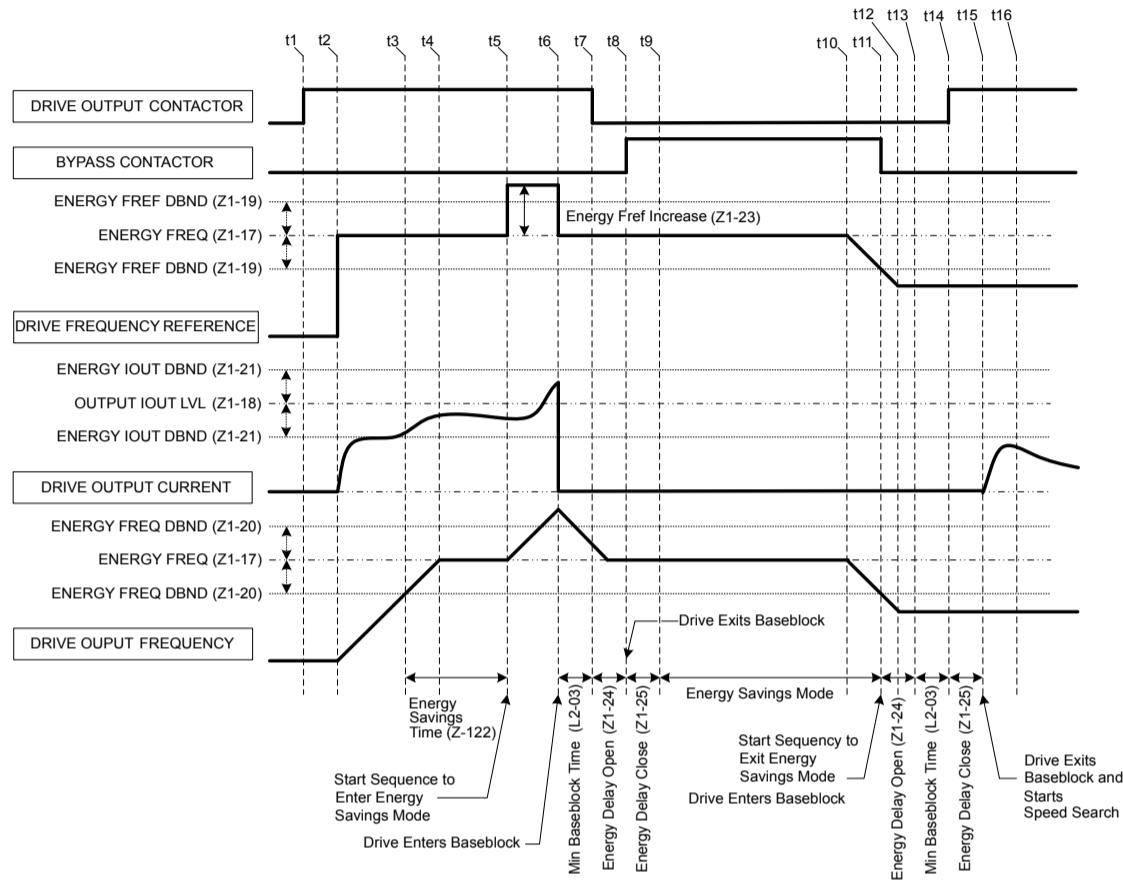 t1
t2
t3
t4
t5
t6
t7
t8
t9
t10
t11
t12
t13
t14
t15
t16
DRIVE OUTPUT CONTACTOR
BYPASS CONTACTOR
ENERGY FREF DBND (Z1-19)
Energy Fref Increase (Z1-23)
ENERGY FREQ (Z1-17)
ENERGY FREF DBND (Z1-19)
DRIVE FREQUENCY REFERENCE
ENERGY IOUT DBND (Z1-21)
OUTPUT IOUT LVL (Z1-18)
ENERGY IOUT DBND (Z1-21)
DRIVE OUTPUT CURRENT
ENERGY FREQ DBND (Z1-20)
ENERGY FREQ (Z1-17)
ENERGY FREQ DBND (Z1-20)
DRIVE OUPUT FREQUENCY
Drive Exits Baseblock
Energy
Savings
Time (Z-122)
Energy Savings Mode
Min Baseblock Time (L2-03)
Energy Delay Open (Z1-24)
Energy Delay Close (Z1-25)
Energy Delay Open (Z1-24)
Min Baseblock Time (L2-03)
Energy Delay Close (Z1-25)
Start Sequence to
Enter Energy
Savings Mode
Drive Enters Baseblock
Start Sequency to
Exit Energy
Savings Mode
Drive Enters Baseblock
Drive Exits
Baseblock and
Starts
Speed Search